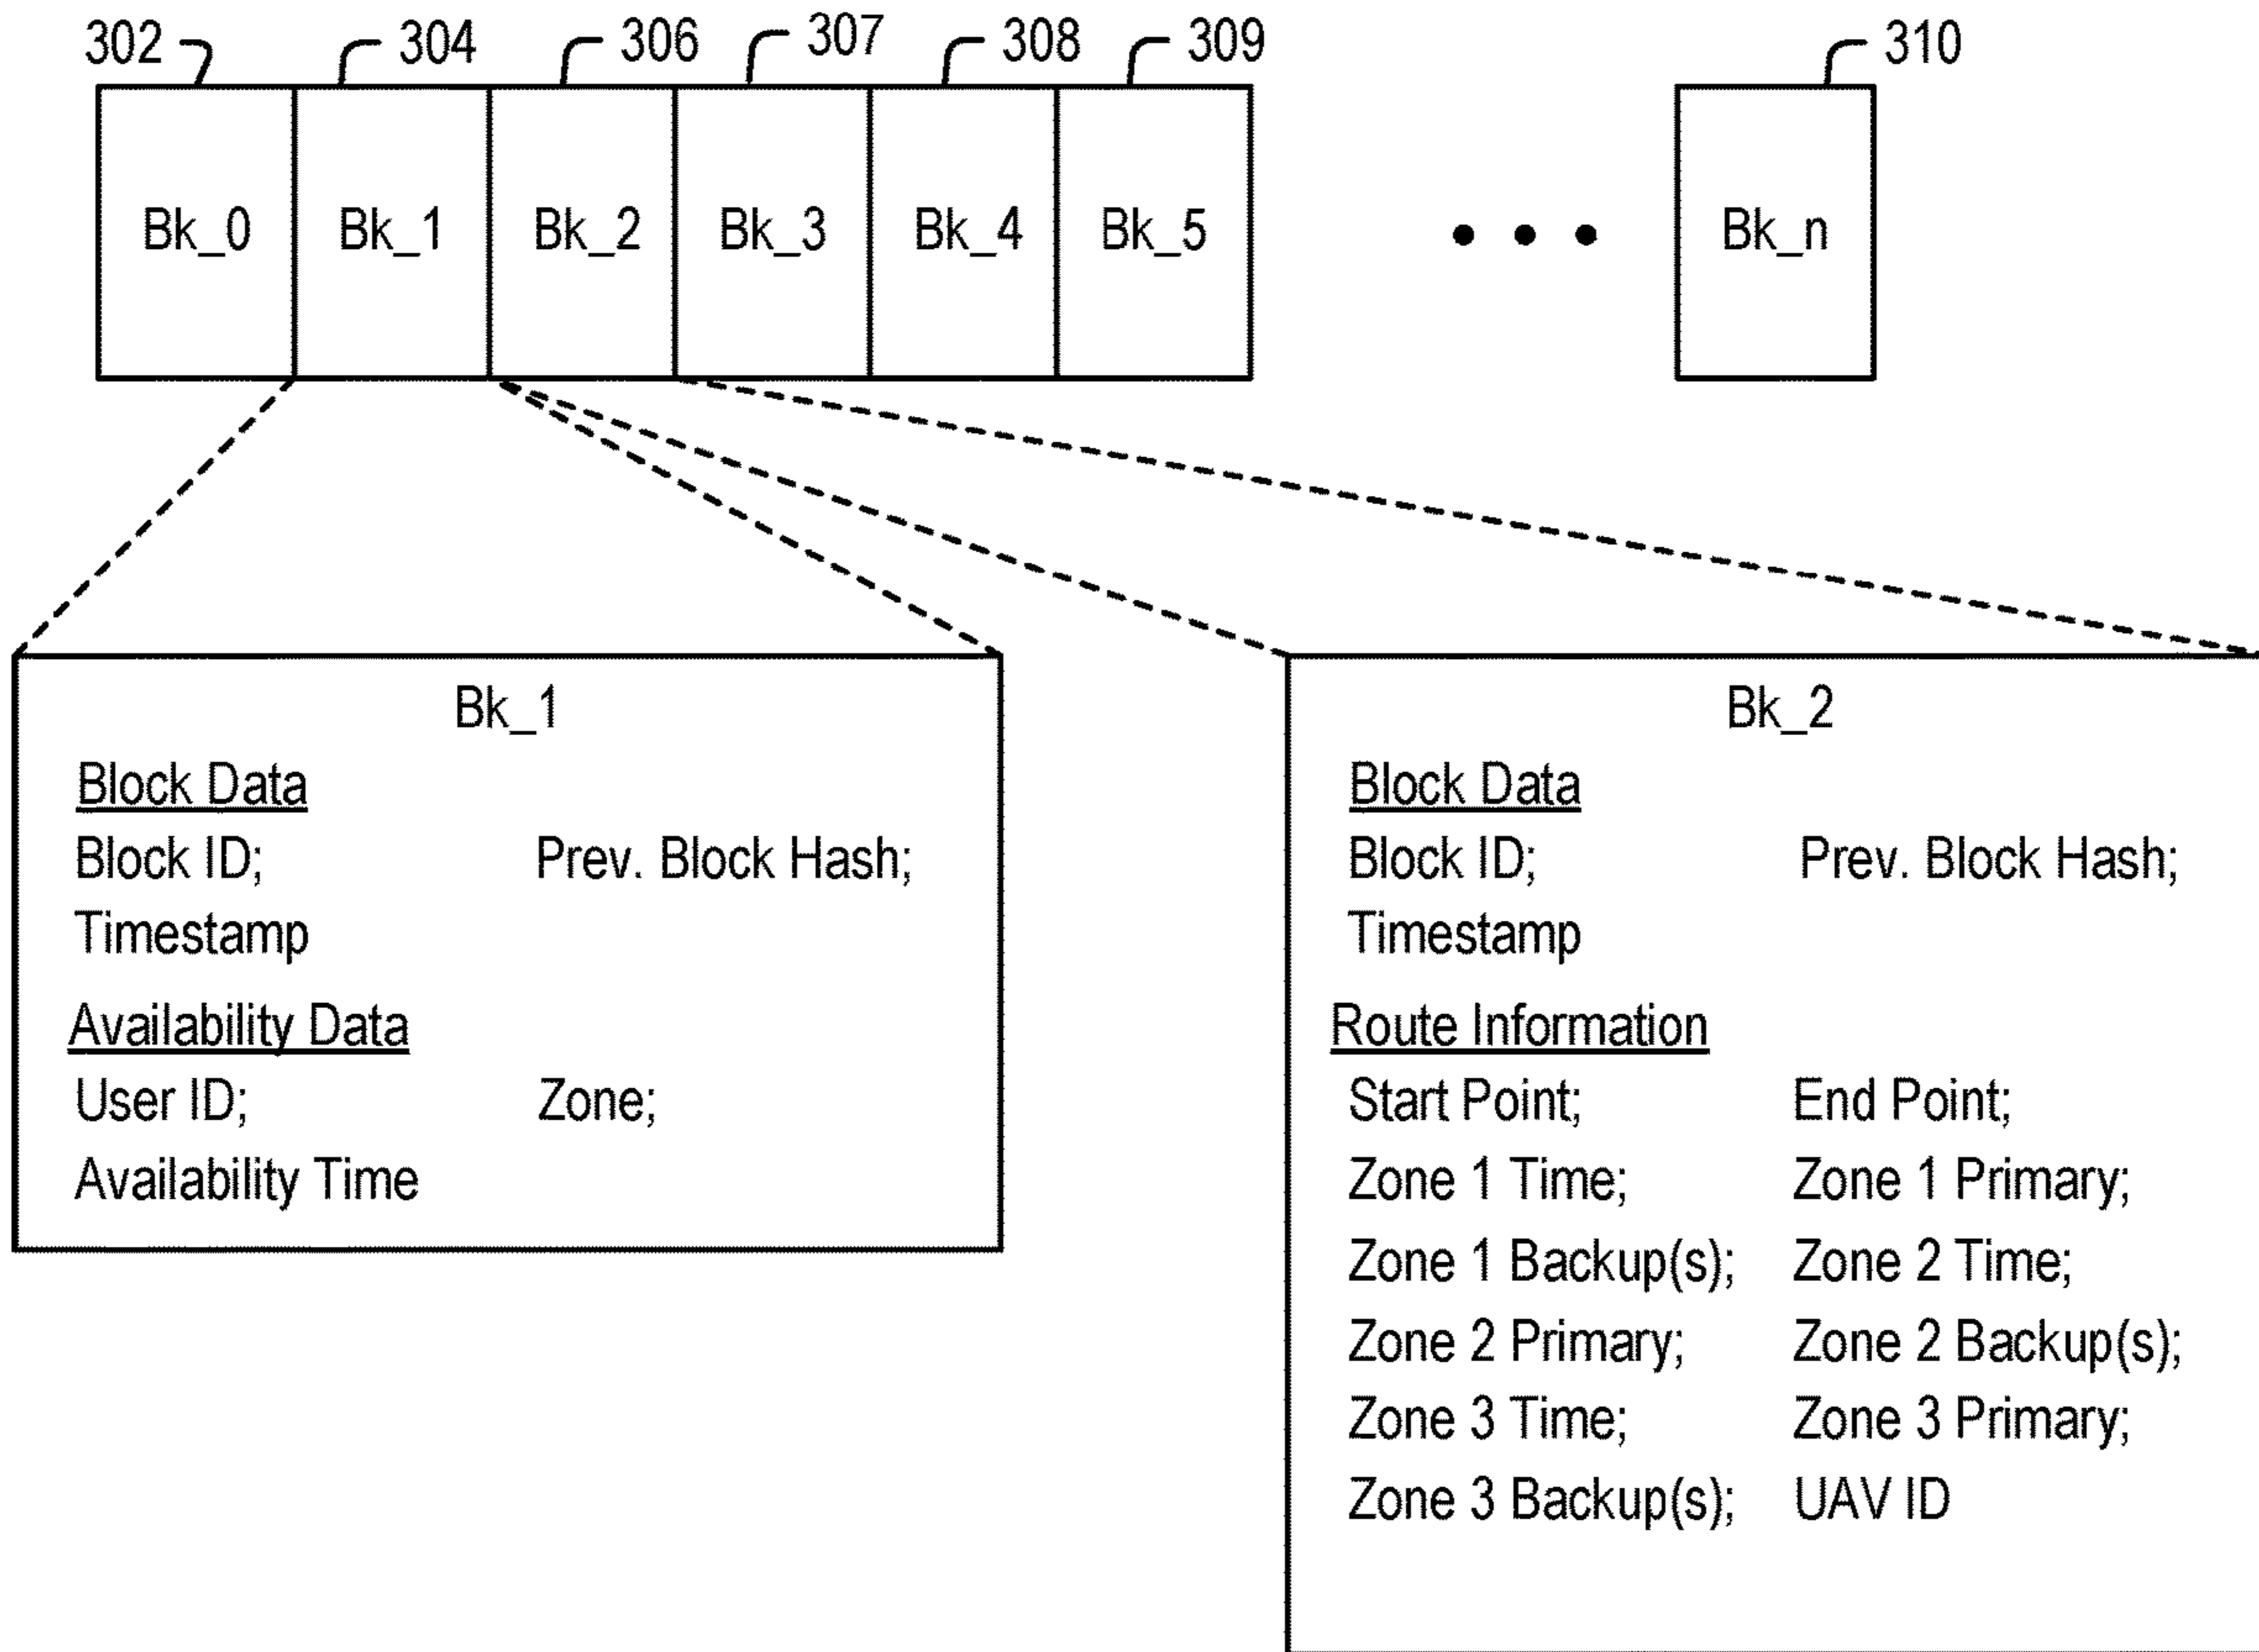 302 304 306 307 308 309 310
Bk_0 Bk_1 Bk_2 Bk_3 Bk_4 Bk_5 Bk_n
Bk_1
Block Data
Block ID; Prev. Block Hash;
Timestamp
Availability Data
User ID; Zone;
Availability Time
Bk_2
Block Data
Block ID; Prev. Block Hash;
Timestamp
Route Information
Start Point; End Point;
Zone 1 Time; Zone 1 Primary;
Zone 1 Backup(s); Zone 2 Time;
Zone 2 Primary; Zone 2 Backup(s);
Zone 3 Time; Zone 3 Primary;
Zone 3 Backup(s); UAV ID